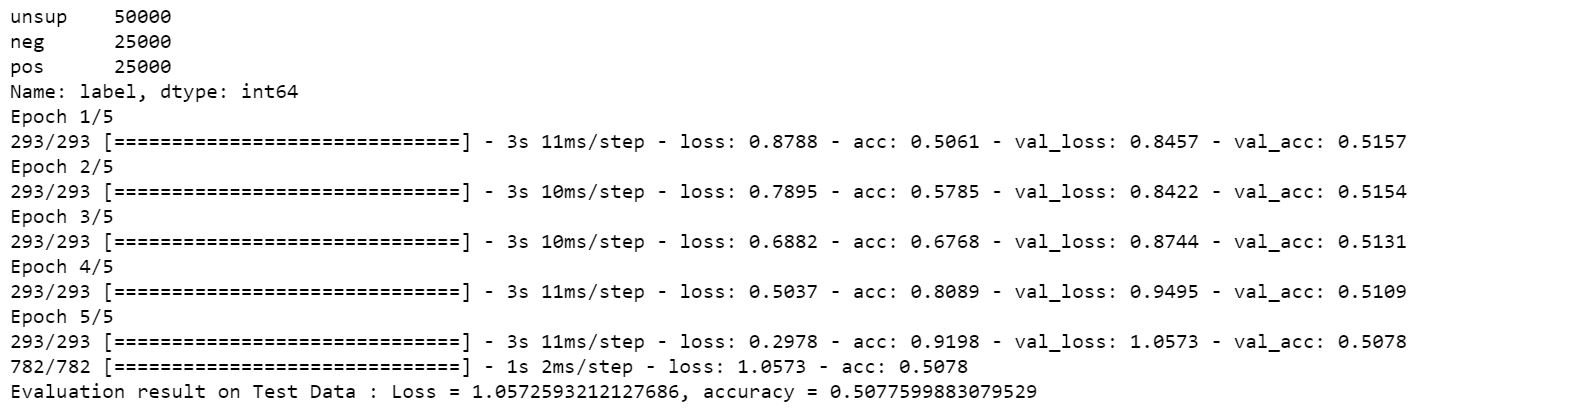 unsup    50000
neg      25000
pos      25000
Name: label, dtype: int64
Epoch 1/5
293/293 [==============================] - 3s 11ms/step - loss: 0.8788 - acc: 0.5061 - val_loss: 0.8457 - val_acc: 0.5157
Epoch 2/5
293/293 [==============================] - 3s 10ms/step - loss: 0.7895 - acc: 0.5785 - val_loss: 0.8422 - val_acc: 0.5154
Epoch 3/5
293/293 [==============================] - 3s 10ms/step - loss: 0.6882 - acc: 0.6768 - val_loss: 0.8744 - val_acc: 0.5131
Epoch 4/5
293/293 [==============================] - 3s 11ms/step - loss: 0.5037 - acc: 0.8089 - val_loss: 0.9495 - val_acc: 0.5109
Epoch 5/5
293/293 [==============================] - 3s 11ms/step - loss: 0.2978 - acc: 0.9198 - val_loss: 1.0573 - val_acc: 0.5078
782/782 [==============================] - 1s 2ms/step - loss: 1.0573 - acc: 0.5078
Evaluation result on Test Data : Loss = 1.0572593212127686, accuracy = 0.5077599883079529